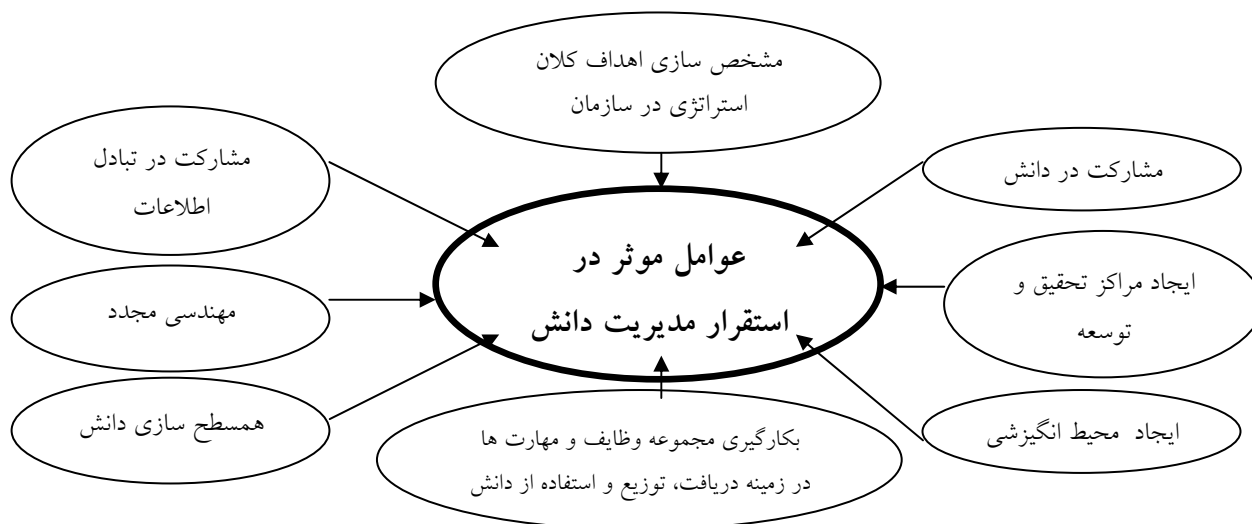 مشخص سازی اهداف کلان
استراتژی در سازمان
مشارکت در دانش
مشارکت در تبادل
اطلاعات
عوامل موثر در
استقرار مدیریت دانش
ایجاد مراکز تحقیق و
توسعه
مهندسی مجدد
ایجاد محیط انگیزشی
همسطح سازی دانش
بکارگیری مجموعه وظایف و مهارت ها
در زمینه دریافت، توزیع و استفاده از دانش